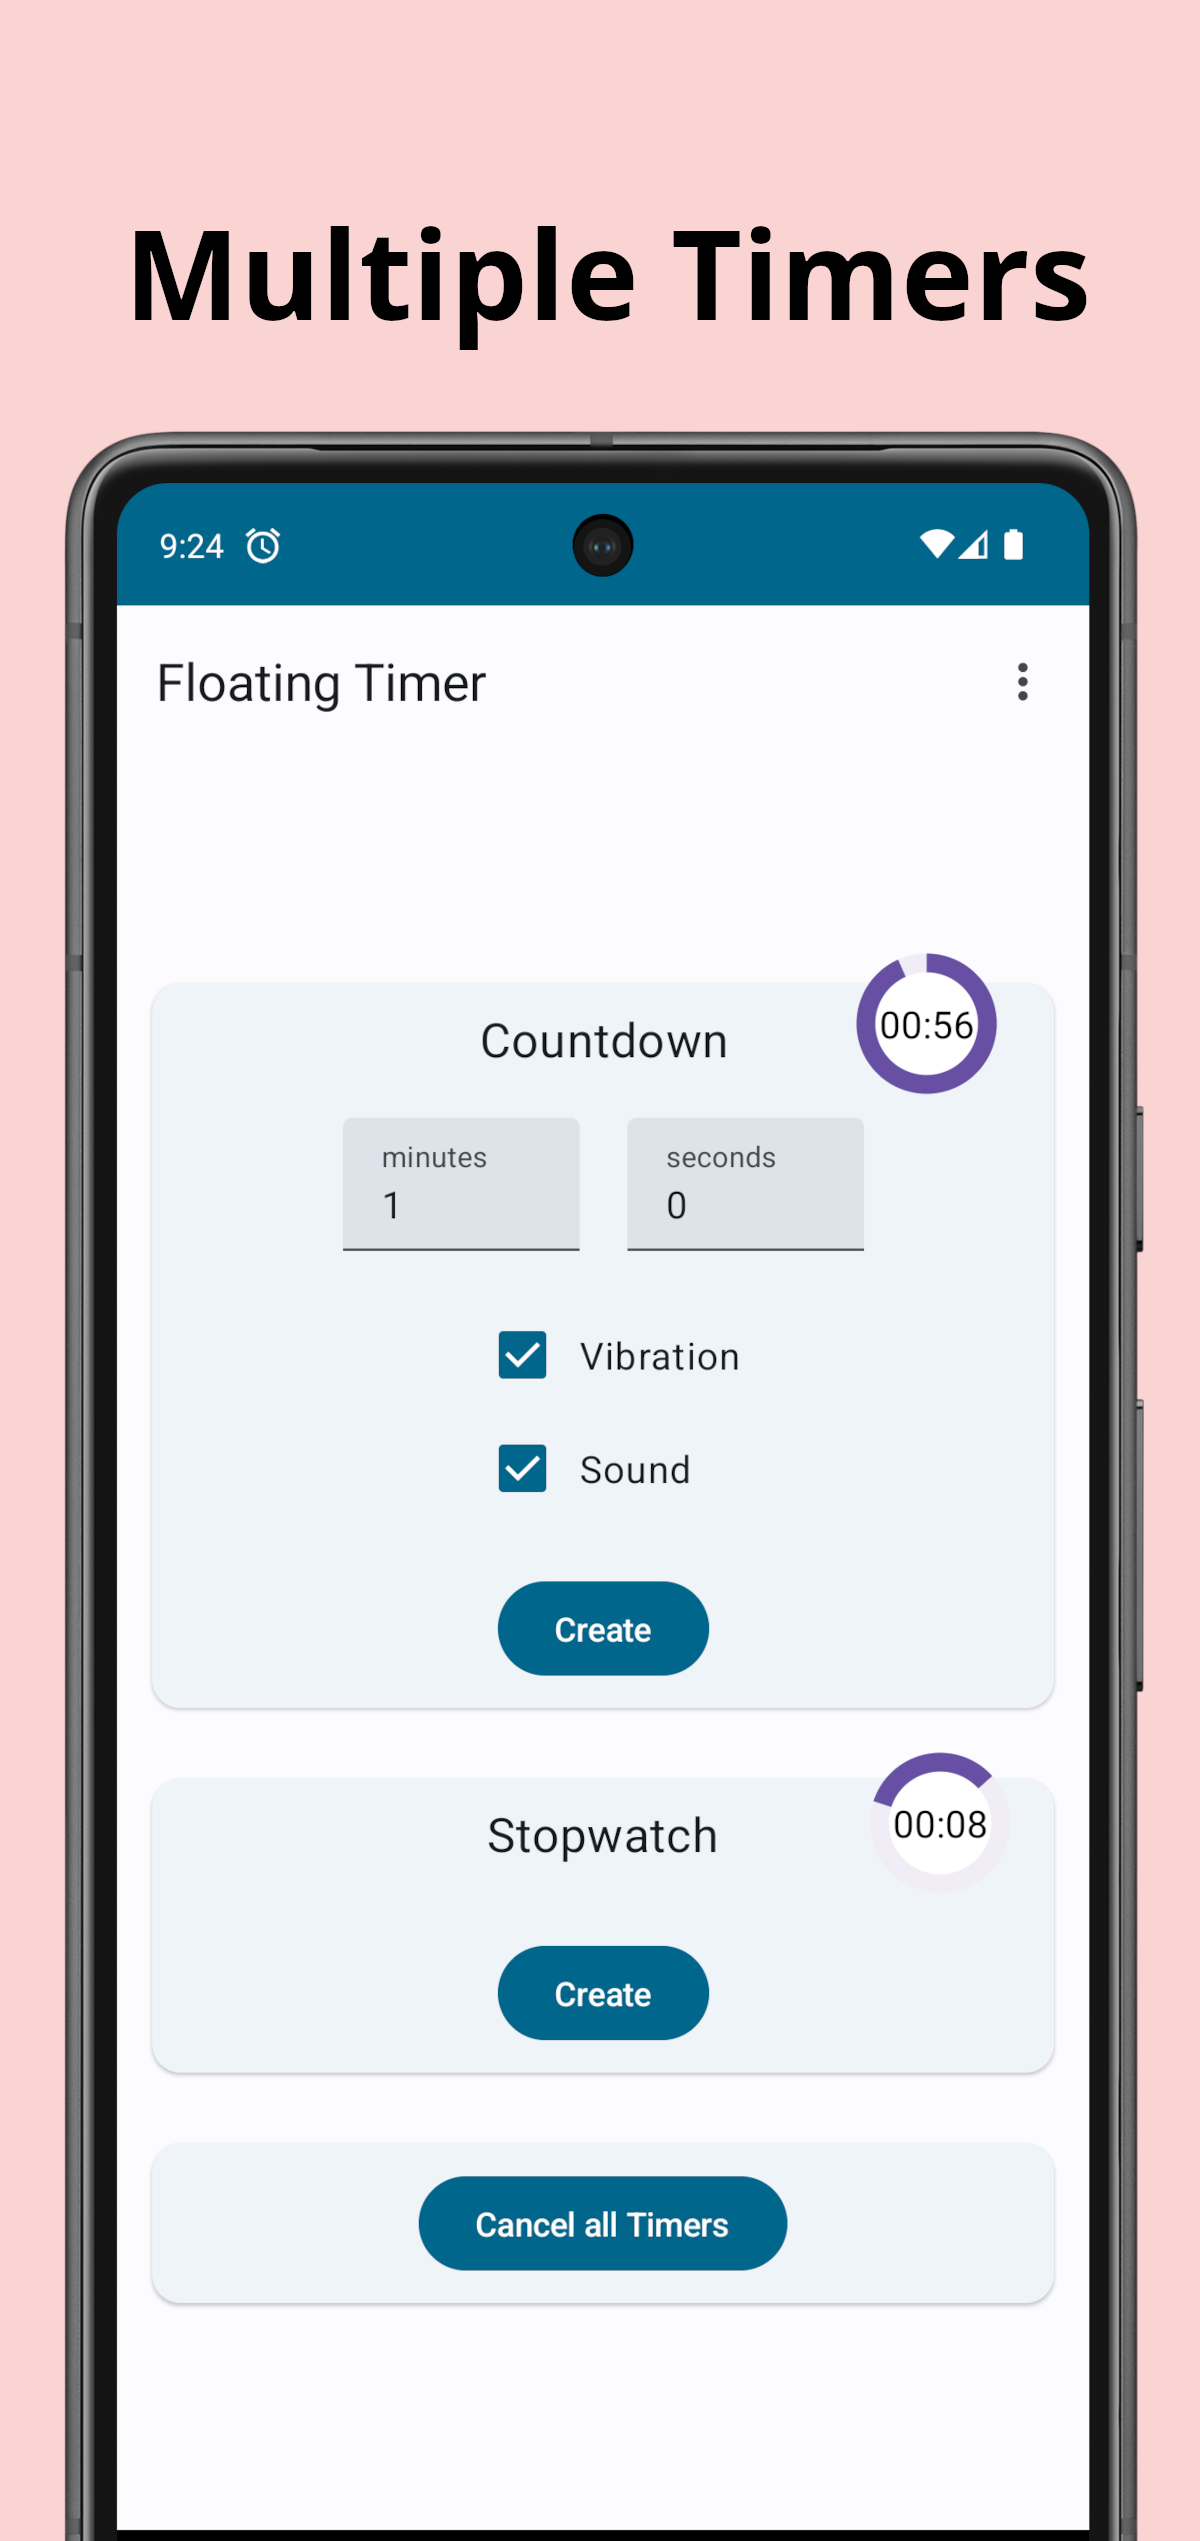 Multiple Timers
9:24
Floating Timer
Countdown
00:56
minutes
seconds
1
0
Vibration
Sound
Create
Stopwatch
00:08
Create
Cancel all Timers